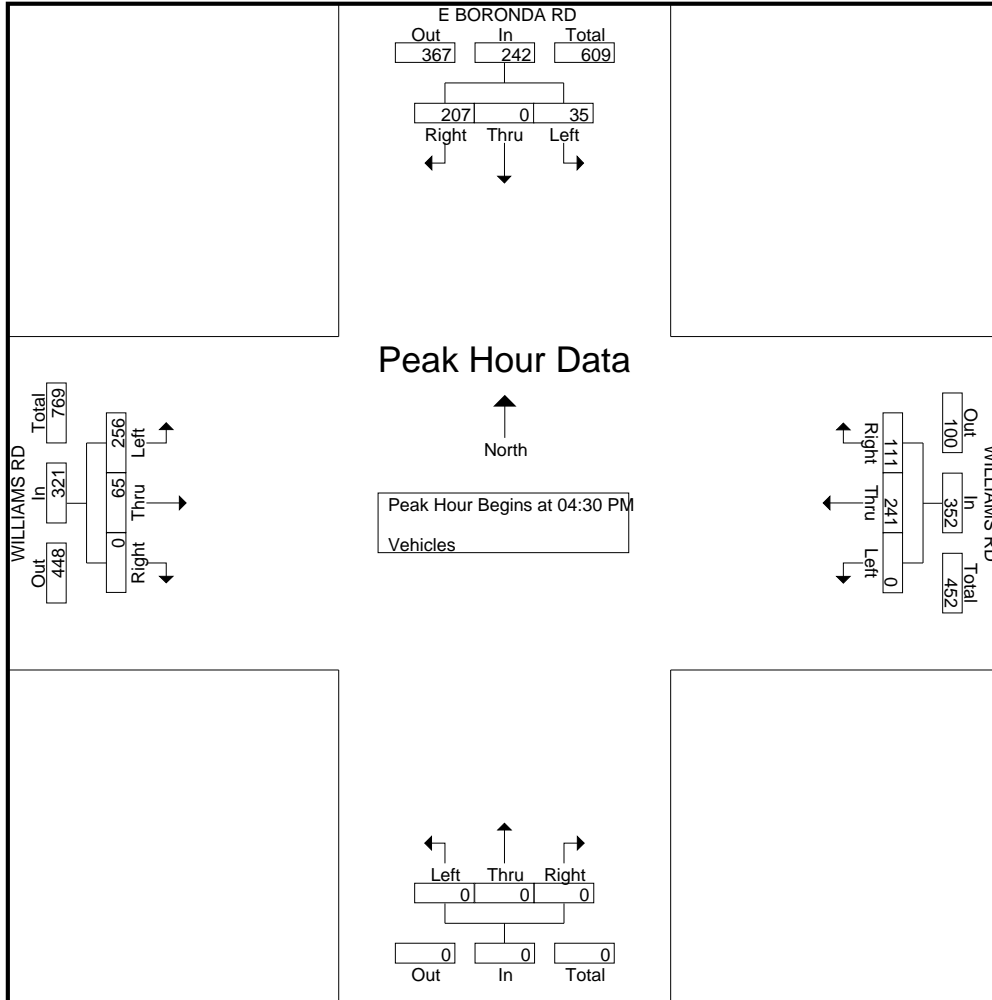 E BORONDA RD
Out In Total
367 242 609
207 0 35
Right Thru Left
Peak Hour Data
North
Peak Hour Begins at 04:30 PM
Vehicles
WILLIAMS RD
Total In Out
769 321 448
256 65 0
Left Thru Right
WILLIAMS RD
Out In Total
100 352 452
111 241 0
Right Thru Left
Left Thru Right
0 0 0
0 0 0
Out In Total